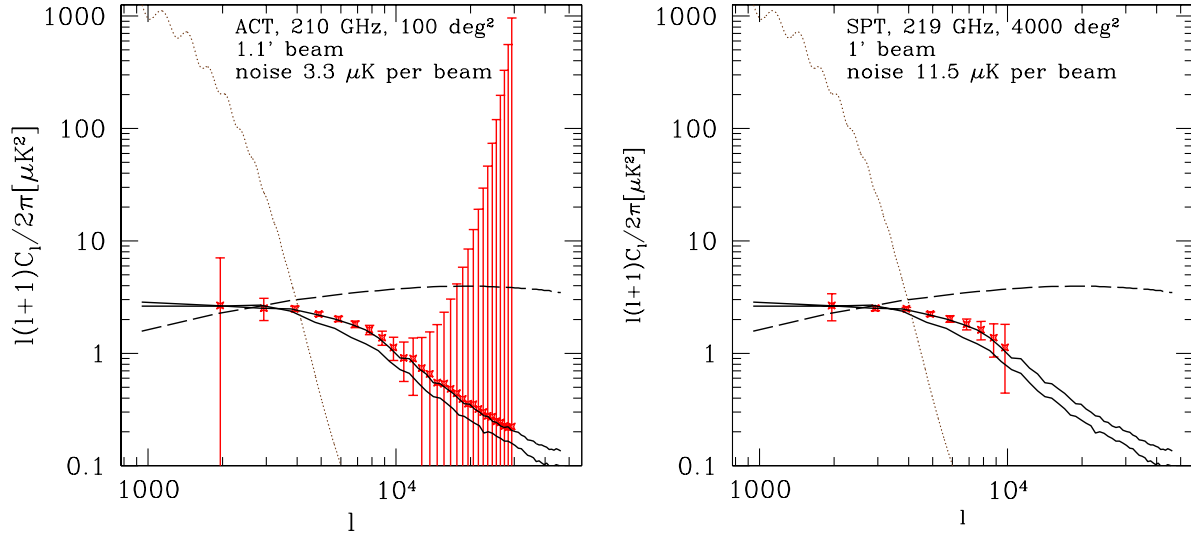 ACT, 210 GHz, 100 deg²
1.1' beam
noise 3.3 μK per beam
l(l+1)Cₗ/2π[μK²]
1000
100
10
1
0.1
1000
10⁴
l
SPT, 219 GHz, 4000 deg²
1' beam
noise 11.5 μK per beam
l(l+1)Cₗ/2π[μK²]
1000
100
10
1
0.1
1000
10⁴
l